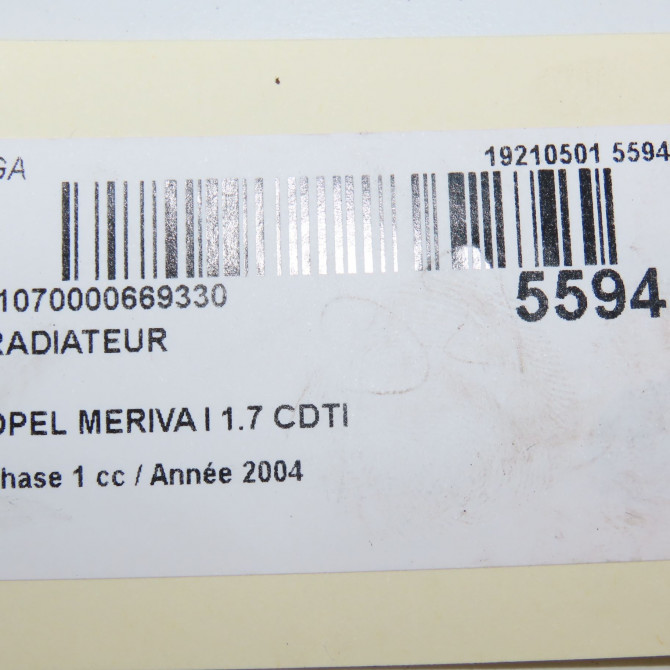 GA
19210501 5594
1070000669330
5594
RADIATEUR
OPEL MERIVA I 1.7 CDTI
hase 1 cc / Année 2004